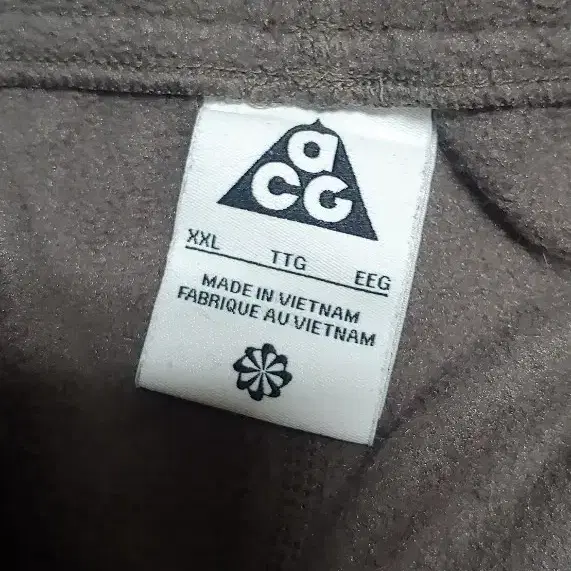 acg
XXL TTG EEG
MADE IN VIETNAM
FABRIQUE AU VIETNAM